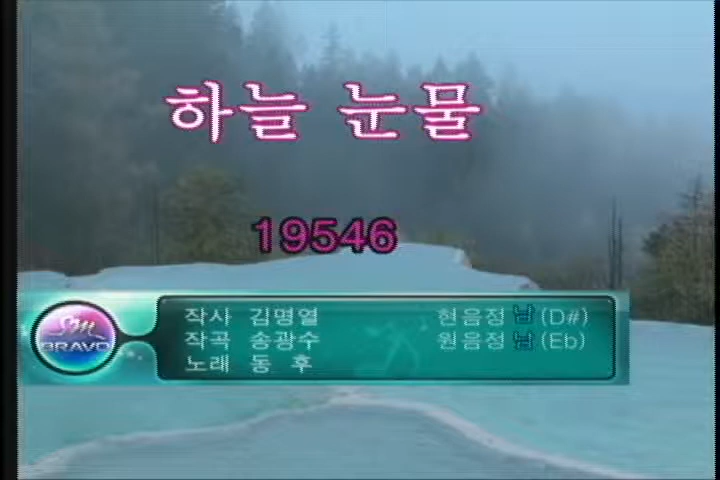 하늘 눈물
19546
SM
BRAVO
작사 김명열 현음정 남(D#)
작곡 송광수 원음정 남(Eb)
노래 동 후